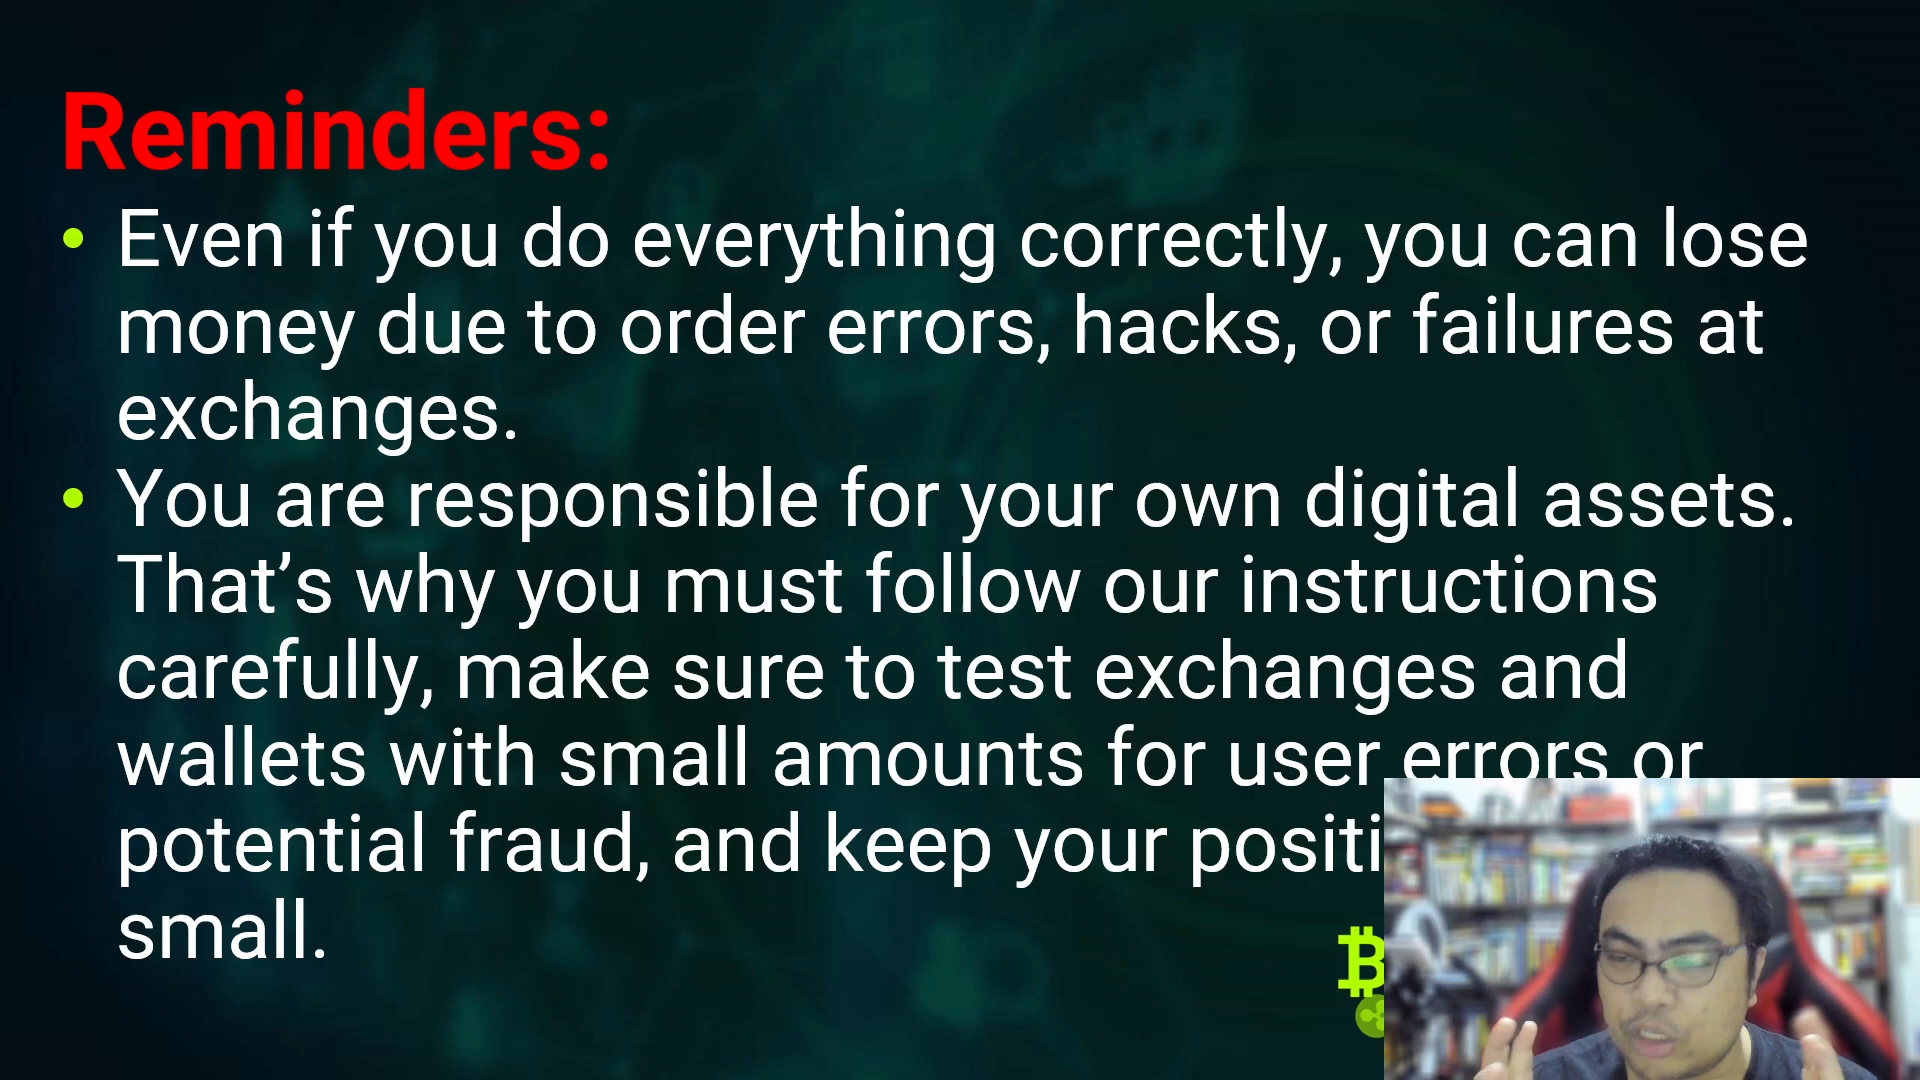 Reminders:
• Even if you do everything correctly, you can lose
money due to order errors, hacks, or failures at
exchanges.
• You are responsible for your own digital assets.
That’s why you must follow our instructions
carefully, make sure to test exchanges and
wallets with small amounts for user errors or
potential fraud, and keep your
small.